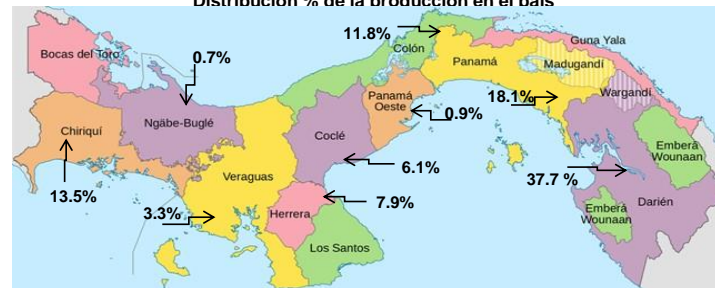 Distribución % de la producción en el país
11.8%
Colón
Guna Yala
Bocas del Toro
0.7%
Panamá
Madugandí
Wargandí
Panamá
Oeste
18.1%
0.9%
Chiriquí
Ngäbe-Buglé
Coclé
Emberá
Wounaan
6.1%
Veraguas
37.7 %
13.5%
7.9%
3.3%
Herrera
Darién
Emberá
Wounaan
Los Santos